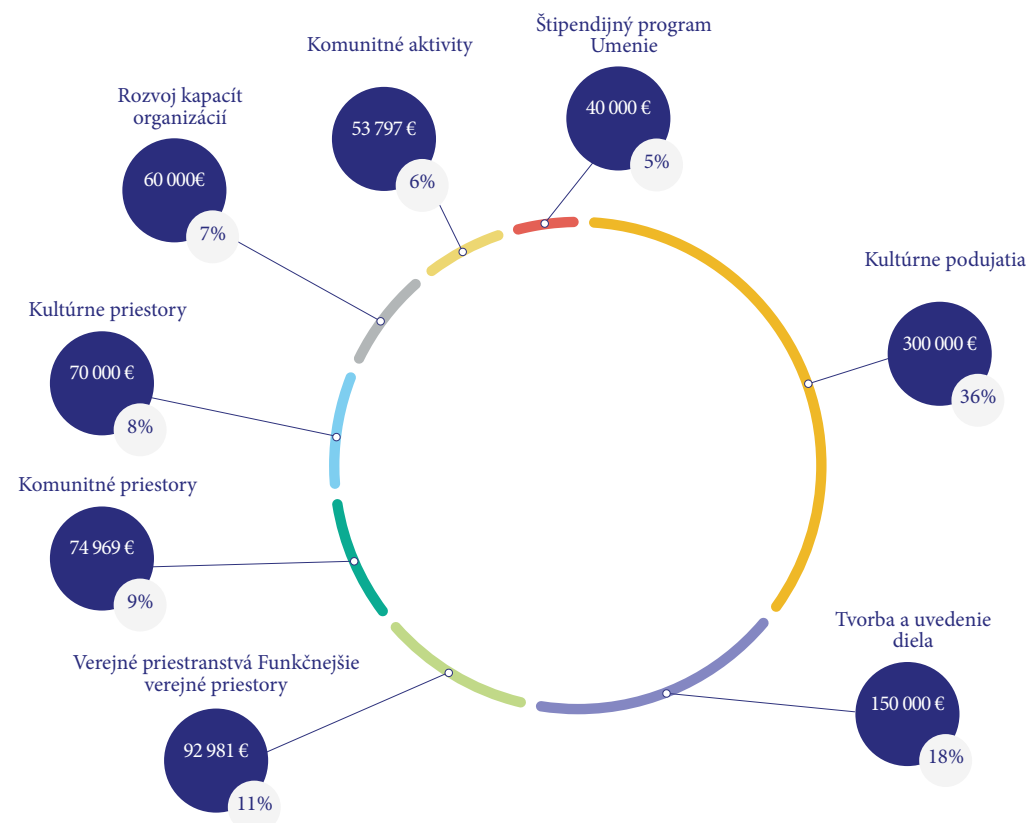 Štipendijný program
Umenie
40 000 €
5%
Komunitné aktivity
53 797 €
6%
Rozvoj kapacít
organizácií
60 000€
7%
Kultúrne podujatia
300 000 €
36%
Kultúrne priestory
70 000 €
8%
Komunitné priestory
74 969 €
9%
Tvorba a uvedenie
diela
150 000 €
18%
Verejné priestranstvá Funkčnejšie
verejné priestory
92 981 €
11%